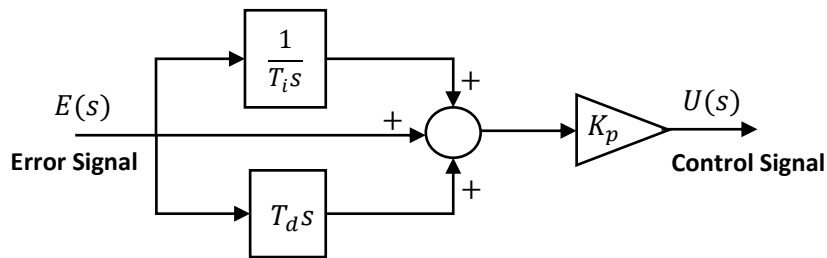 1
T_i s
+
E(s)
U(s)
+
K_p
Error Signal
Control Signal
+
T_d s